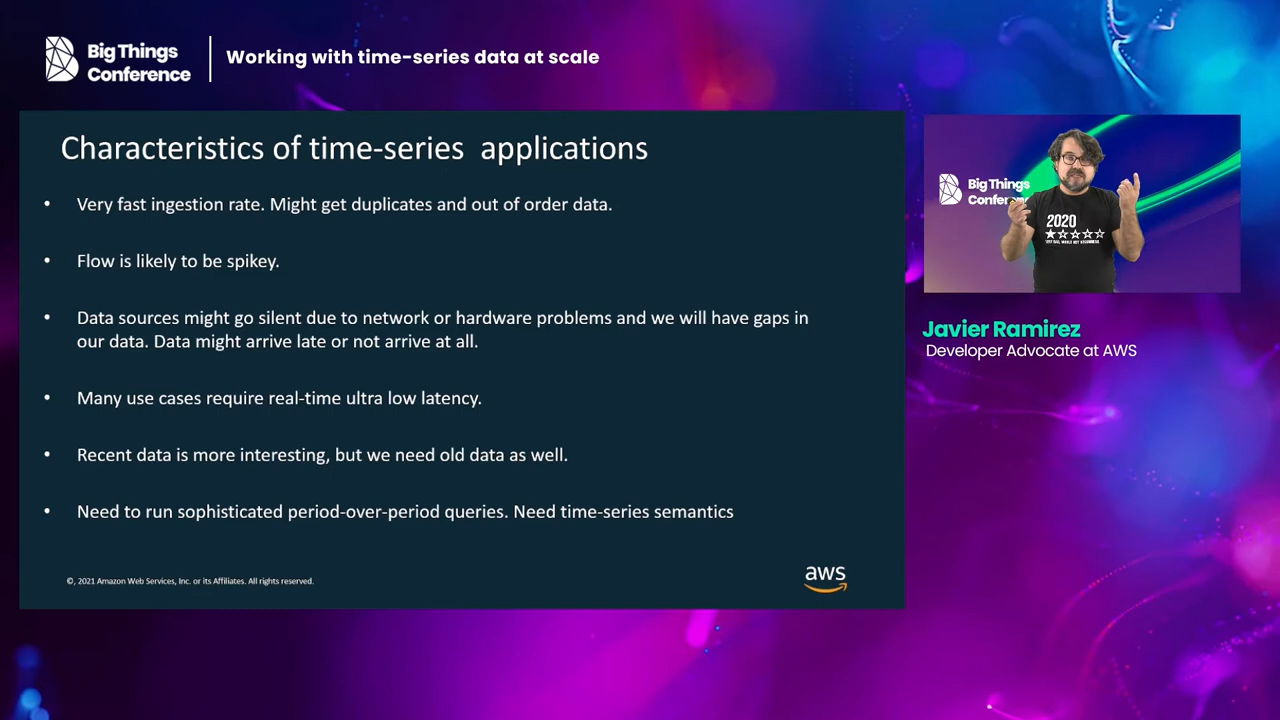 Big Things
Conference
Working with time-series data at scale
Characteristics of time-series applications
• Very fast ingestion rate. Might get duplicates and out of order data.
• Flow is likely to be spikey.
• Data sources might go silent due to network or hardware problems and we will have gaps in
our data. Data might arrive late or not arrive at all.
• Many use cases require real-time ultra low latency.
• Recent data is more interesting, but we need old data as well.
• Need to run sophisticated period-over-period queries. Need time-series semantics
©, 2021 Amazon Web Services, Inc. or its Affiliates. All rights reserved.
aws
Big Things
2020
Javier Ramirez
Developer Advocate at AWS